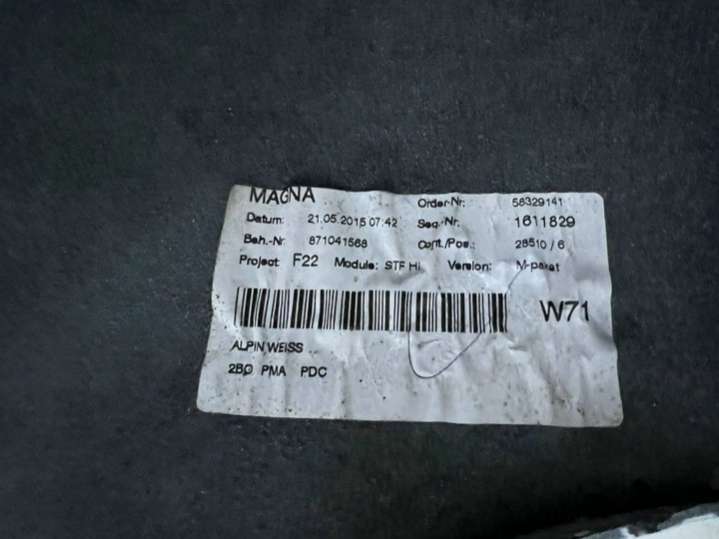 MAGNA Order-Nr: 58329141
Datum: 21.05.2015 07:42 Seq.-Nr. 1611829
Beh.-Nr 871041568 Cont./Pos.: 28510 / 6
Project: F22 Module: STF HI Version: M-paket
W71
ALPIN WEISS
2BO PMA PDC